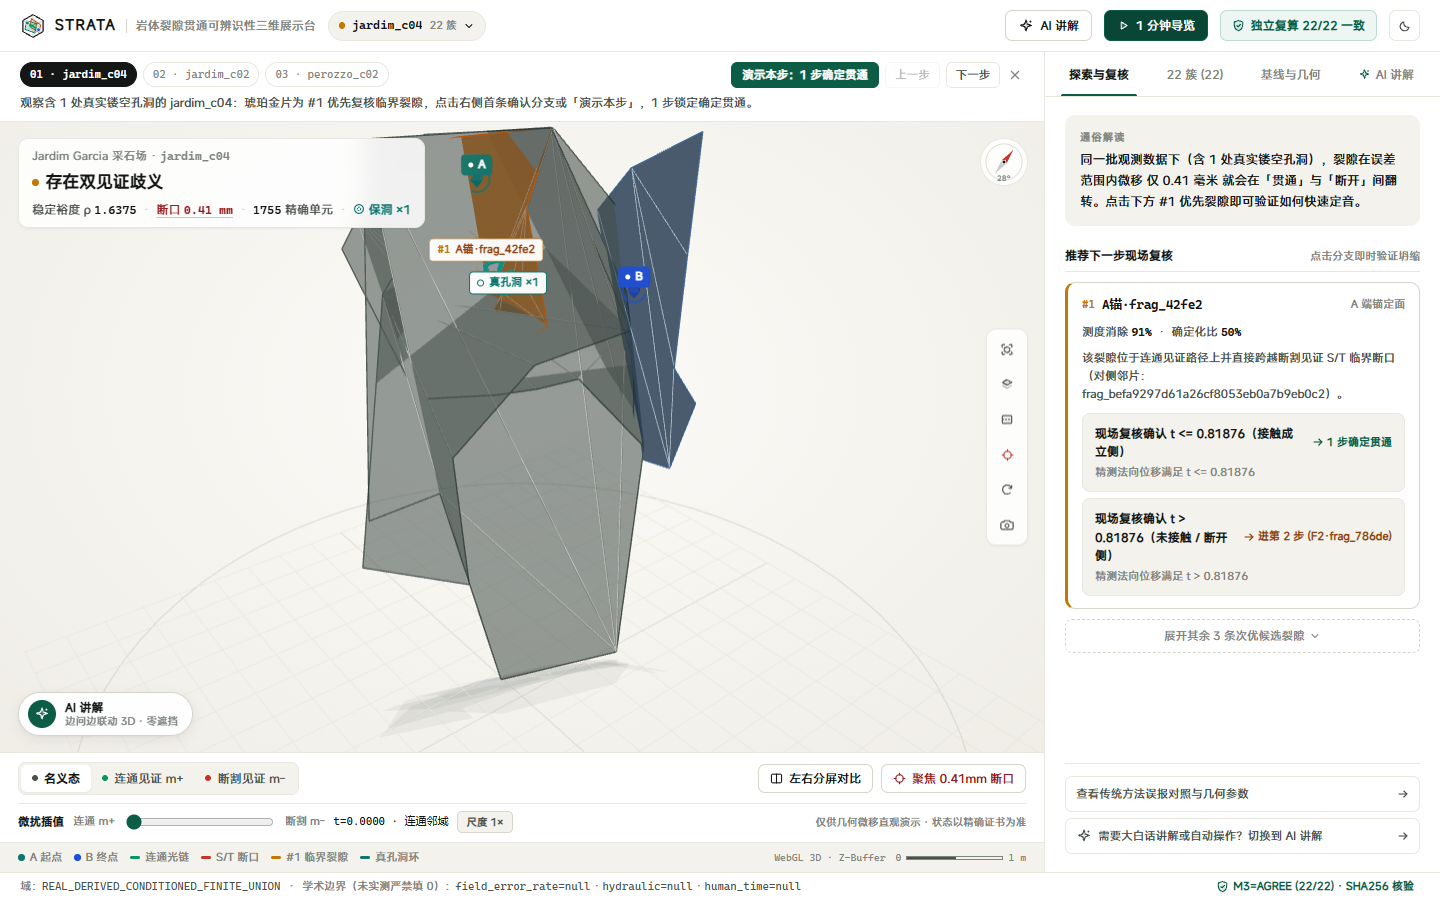 STRATA
岩体裂隙贯通可辨识性三维展示台
jardim_c04 22 族
AI 讲解
1 分钟导览
独立复算 22/22 一致
01 · jardim_c04
02 · jardim_c02
03 · perozzo_c02
演示本步：1 步确定贯通
上一步
下一步
观察含 1 处真实镂空孔洞的 jardim_c04：琥珀金片为 #1 优先复核临界裂隙，点击右侧首条确认分支或「演示本步」，1 步锁定确定贯通。
探索与复核
22 族 (22)
基线与几何
AI 讲解
Jardim Garcia 采石场 · jardim_c04
存在双见证歧义
稳定裕度 ρ 1.6375 · 断口 0.41 mm · 1755 精确单元 · 保洞 ×1
A
#1 A锚·frag_42fe2
真孔洞 ×1
B
28°
通俗解读
同一批观测数据下（含 1 处真实镂空孔洞），裂隙在误差
范围内微移 仅 0.41 毫米 就会在「贯通」与「断开」间翻
转。点击下方 #1 优先裂隙即可验证如何快速定音。
推荐下一步现场复核
点击分支即时验证坍缩
#1 A锚·frag_42fe2
A 端锚定面
测度消除 91% · 确定化比 50%
该裂隙位于连通见证路径上并直接跨越断割见证 S/T 临界断口
（对侧邻片：
frag_befa9297d61a26cf8053eb0a7b9eb0c2）。
现场复核确认 t <= 0.81876（接触成
立侧）
→ 1 步确定贯通
精测法向位移满足 t <= 0.81876
现场复核确认 t >
0.81876（未接触 / 断开
侧）
→ 进第 2 步 (F2·frag_786de)
精测法向位移满足 t > 0.81876
展开其余 3 条次优候选裂隙
AI 讲解
边问边联动 3D · 零遮挡
名义态
连通见证 m+
断割见证 m−
左右分屏对比
聚焦 0.41mm 断口
微扰插值
连通 m+
断割 m−
t=0.0000 · 连通邻域
尺度 1×
仅供几何微移直观演示 · 状态以精确证书为准
查看传统方法误报对照与几何参数
→
需要大白话讲解或自动操作？切换到 AI 讲解
→
A 起点
B 终点
连通光链
S/T 断口
#1 临界裂隙
真孔洞环
WebGL 3D · Z-Buffer
0
1 m
域：REAL_DERIVED_CONDITIONED_FINITE_UNION · 学术边界（未实测严禁填 0）：field_error_rate=null · hydraulic=null · human_time=null
M3=AGREE (22/22) · SHA256 核验